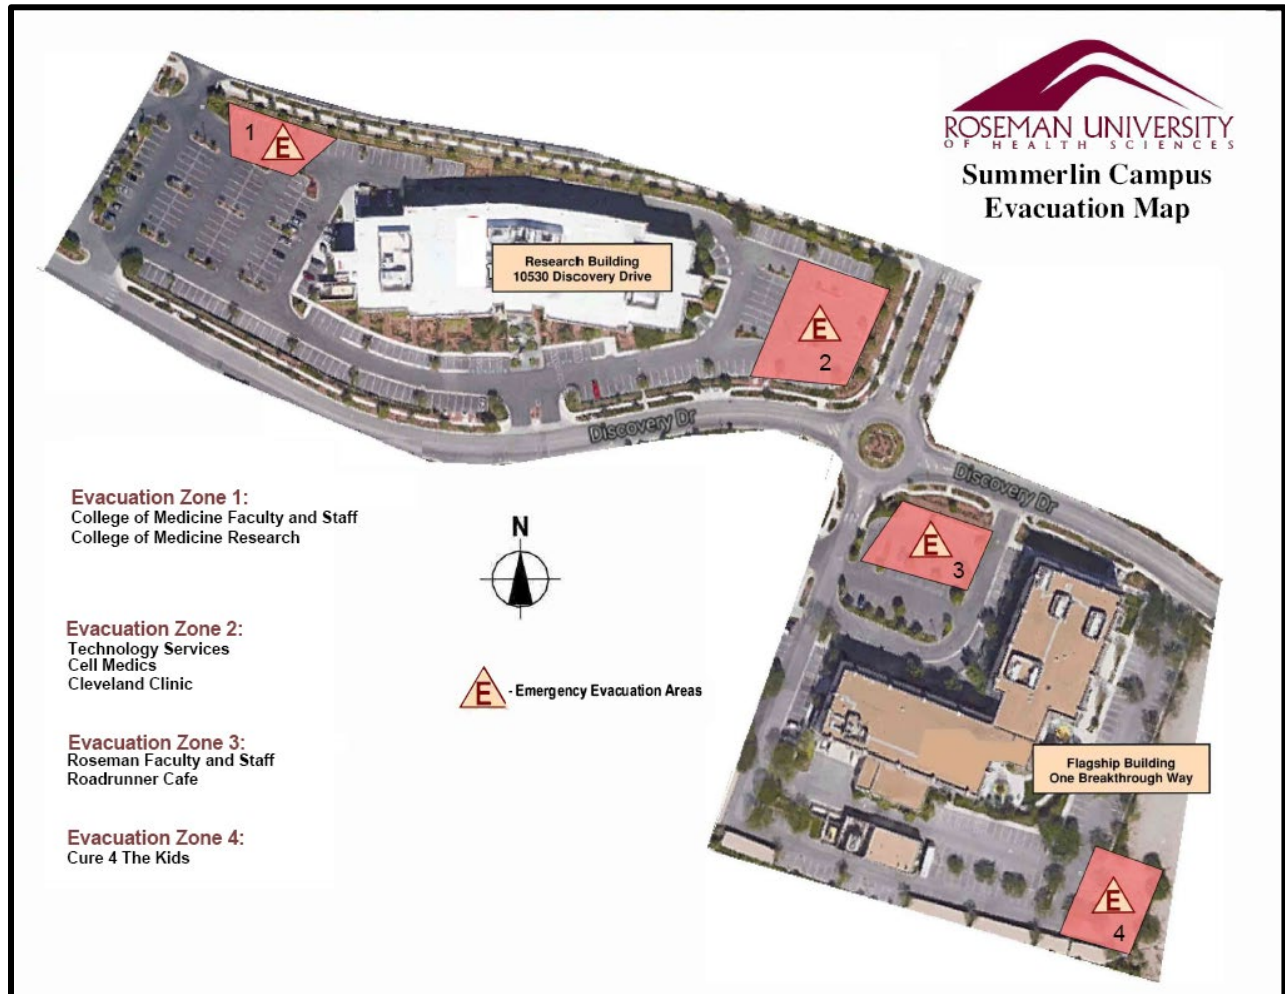 ROSEMAN UNIVERSITY
OF HEALTH SCIENCES
Summerlin Campus
Evacuation Map
1
E
Research Building
10530 Discovery Drive
E
2
Discovery Dr
Discovery Dr
E
3
Evacuation Zone 1:
College of Medicine Faculty and Staff
College of Medicine Research
N
Evacuation Zone 2:
Technology Services
Cell Medics
Cleveland Clinic
E - Emergency Evacuation Areas
Evacuation Zone 3:
Roseman Faculty and Staff
Roadrunner Cafe
Flagship Building
One Breakthrough Way
Evacuation Zone 4:
Cure 4 The Kids
E
4